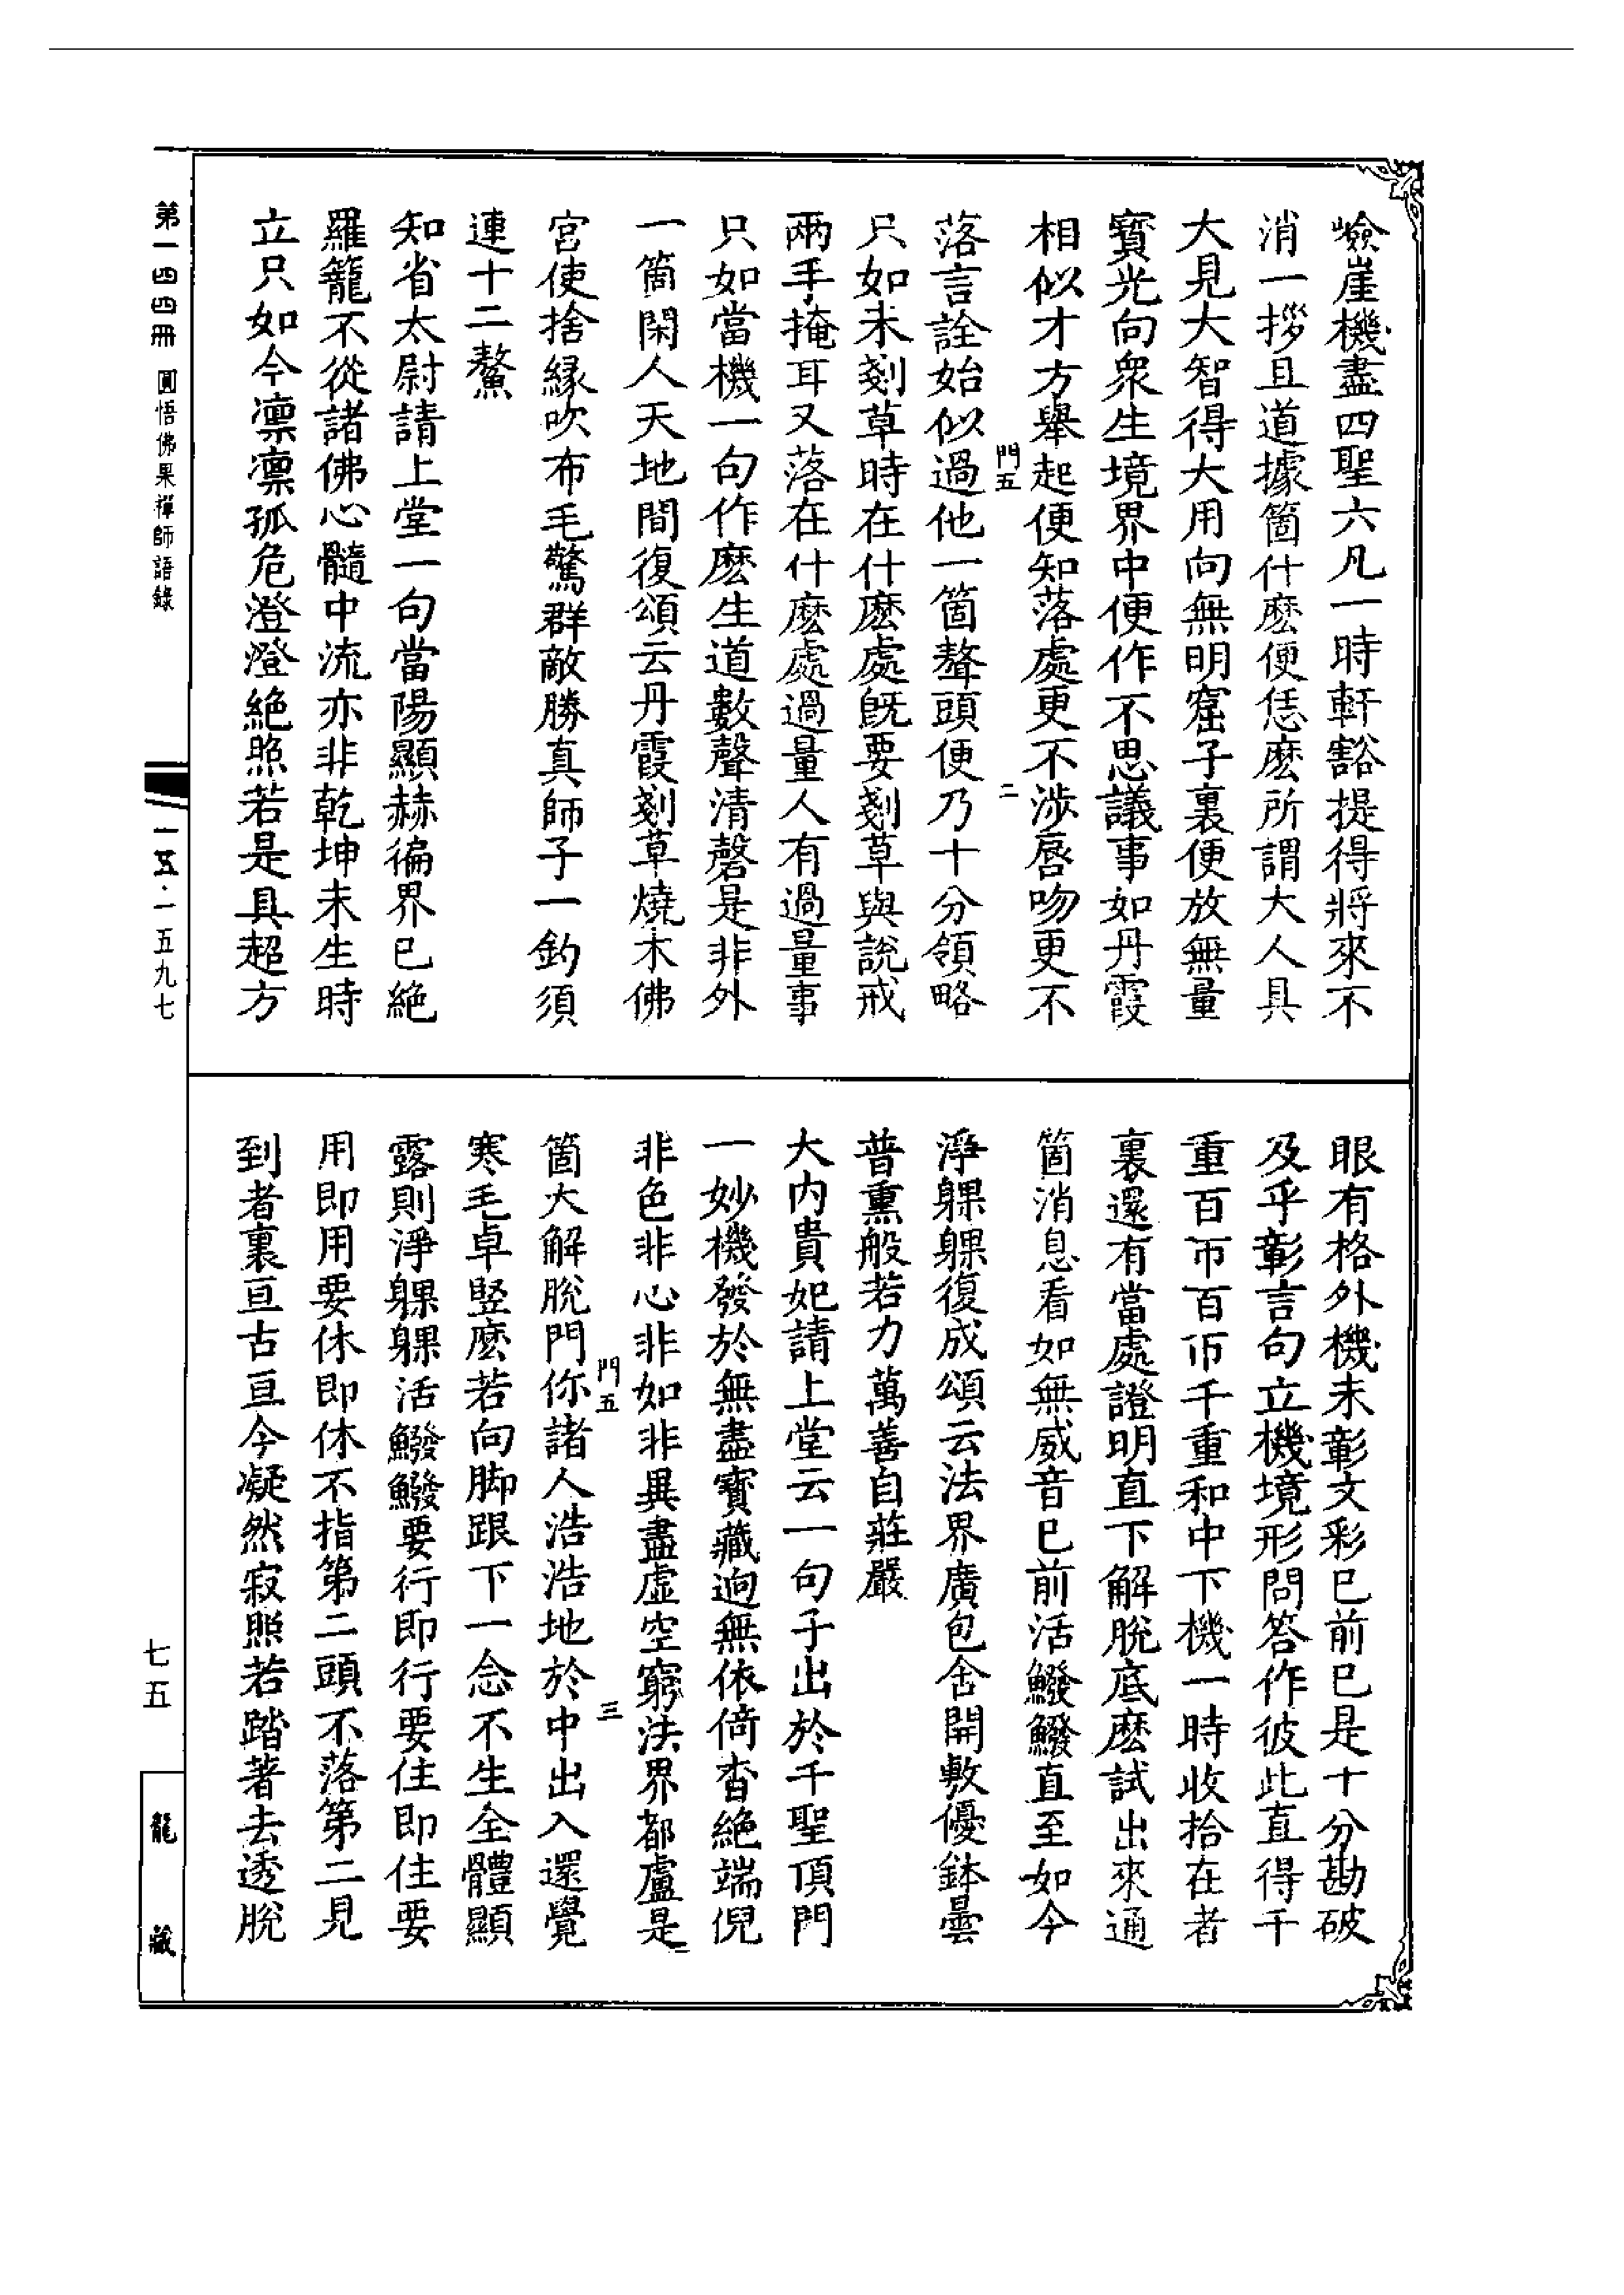 嶮崖機盡四聖六凡一時軒豁提得將來不
消一拶且道據箇什麽便恁麽所謂大人具
大見大智得大用向無明窟子裏便放無量
寳光向衆生境界中便作不思議事如丹霞
相似才方舉起便知落處更不涉唇吻更不
門五 二
落言詮始似過他一箇聱頭便乃十分領略
只如未剗草時在什麽處旣要剗草與說戒
兩手掩耳又落在什麽處過量人有過量事
只如當機一句作麽生道數聲清磬是非外
一箇閑人天地間復頌云丹霞剗草燒木佛
宮使捨緣吹布毛驚群敵勝真師子一釣須
連十二鰲
知省太尉請上堂一句當陽顯赫徧界已絶
羅籠不從諸佛心髓中流亦非乾坤未生時
立只如今凛凛孤危澄澄絶照若是具超方
眼有格外機未彰文彩已前已是十分勘破
及乎彰言句立機境形問答作彼此直得千
重百帀百帀千重和中下機一時收拾在者
裏還有當處證明直下解脫底麽試出來通
箇消息看如無威音已前活鱍鱍直至如今
淨躶躶復成頌云法界廣包含開敷優鉢曇
普熏般若力萬善自莊嚴
大内貴妃請上堂云一句子出於千聖頂門
一妙機發於無盡寳藏逈無依倚杳絶端倪
非色非心非如非異盡虛空窮法界都盧是
門五 三
箇大解脫門你諸人浩浩地於中出入還覺
寒毛卓竪麽若向脚跟下一念不生全體顯
露則淨躶躶活鱍鱍要行即行要住即住要
用即用要休即休不指第二頭不落第二見
到者裏亘古亘今凝然寂照若踏著去透脫
第一四四冊 圓悟佛果禪師語錄
一五·一五九七
七五
龍藏